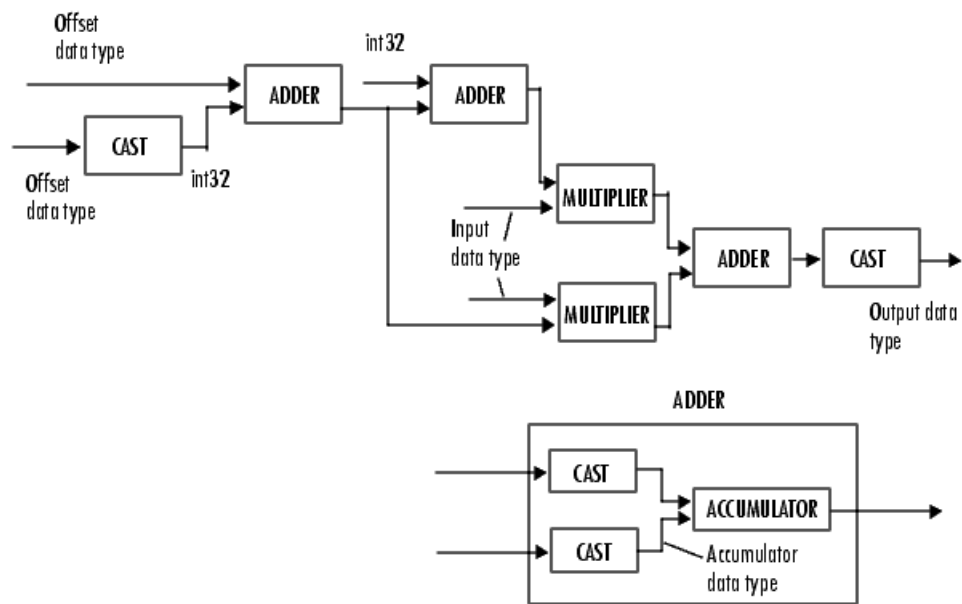 Offset
data type
int32
ADDER
ADDER
CAST
int32
Offset
data type
MULTIPLIER
Input
data type
ADDER
CAST
MULTIPLIER
Output data
type
ADDER
CAST
ACCUMULATOR
CAST
Accumulator
data type